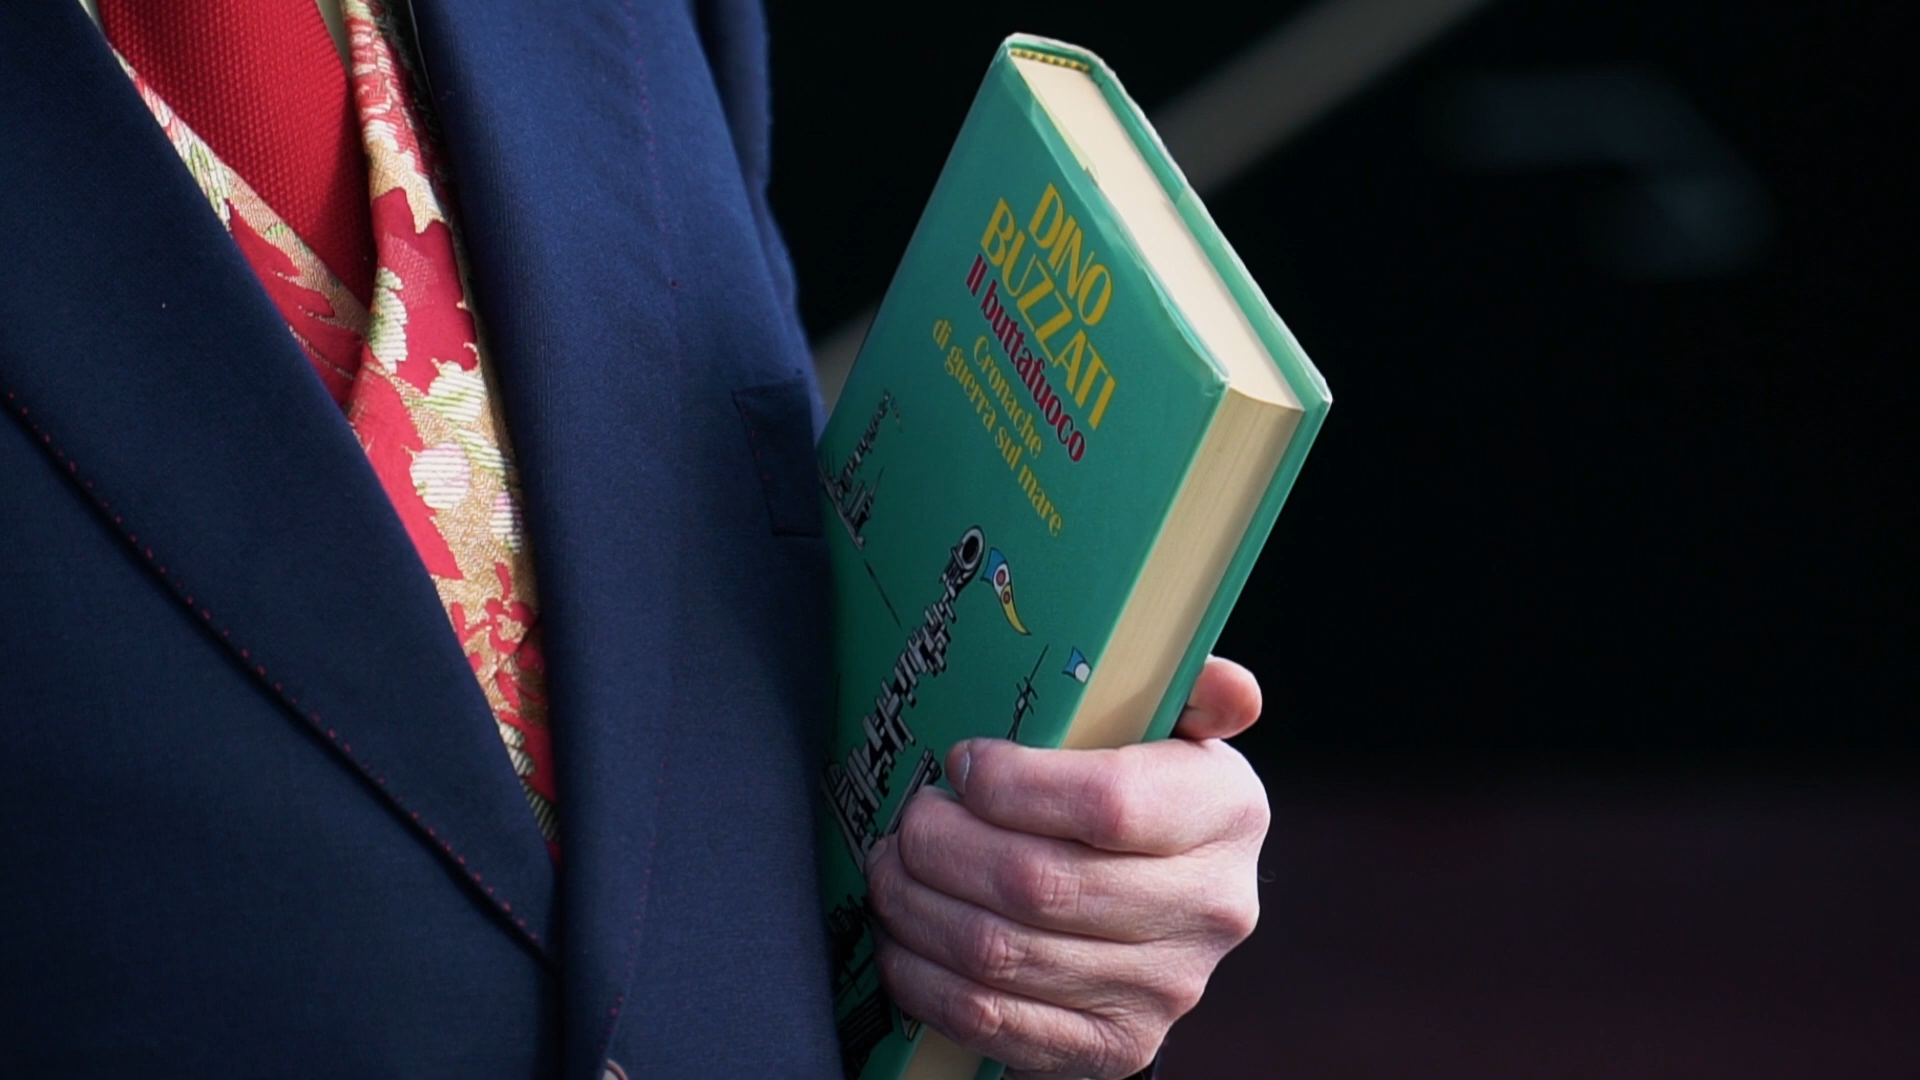 DINO
BUZZATI
Il buttafuoco
Cronache
di guerra sul mare